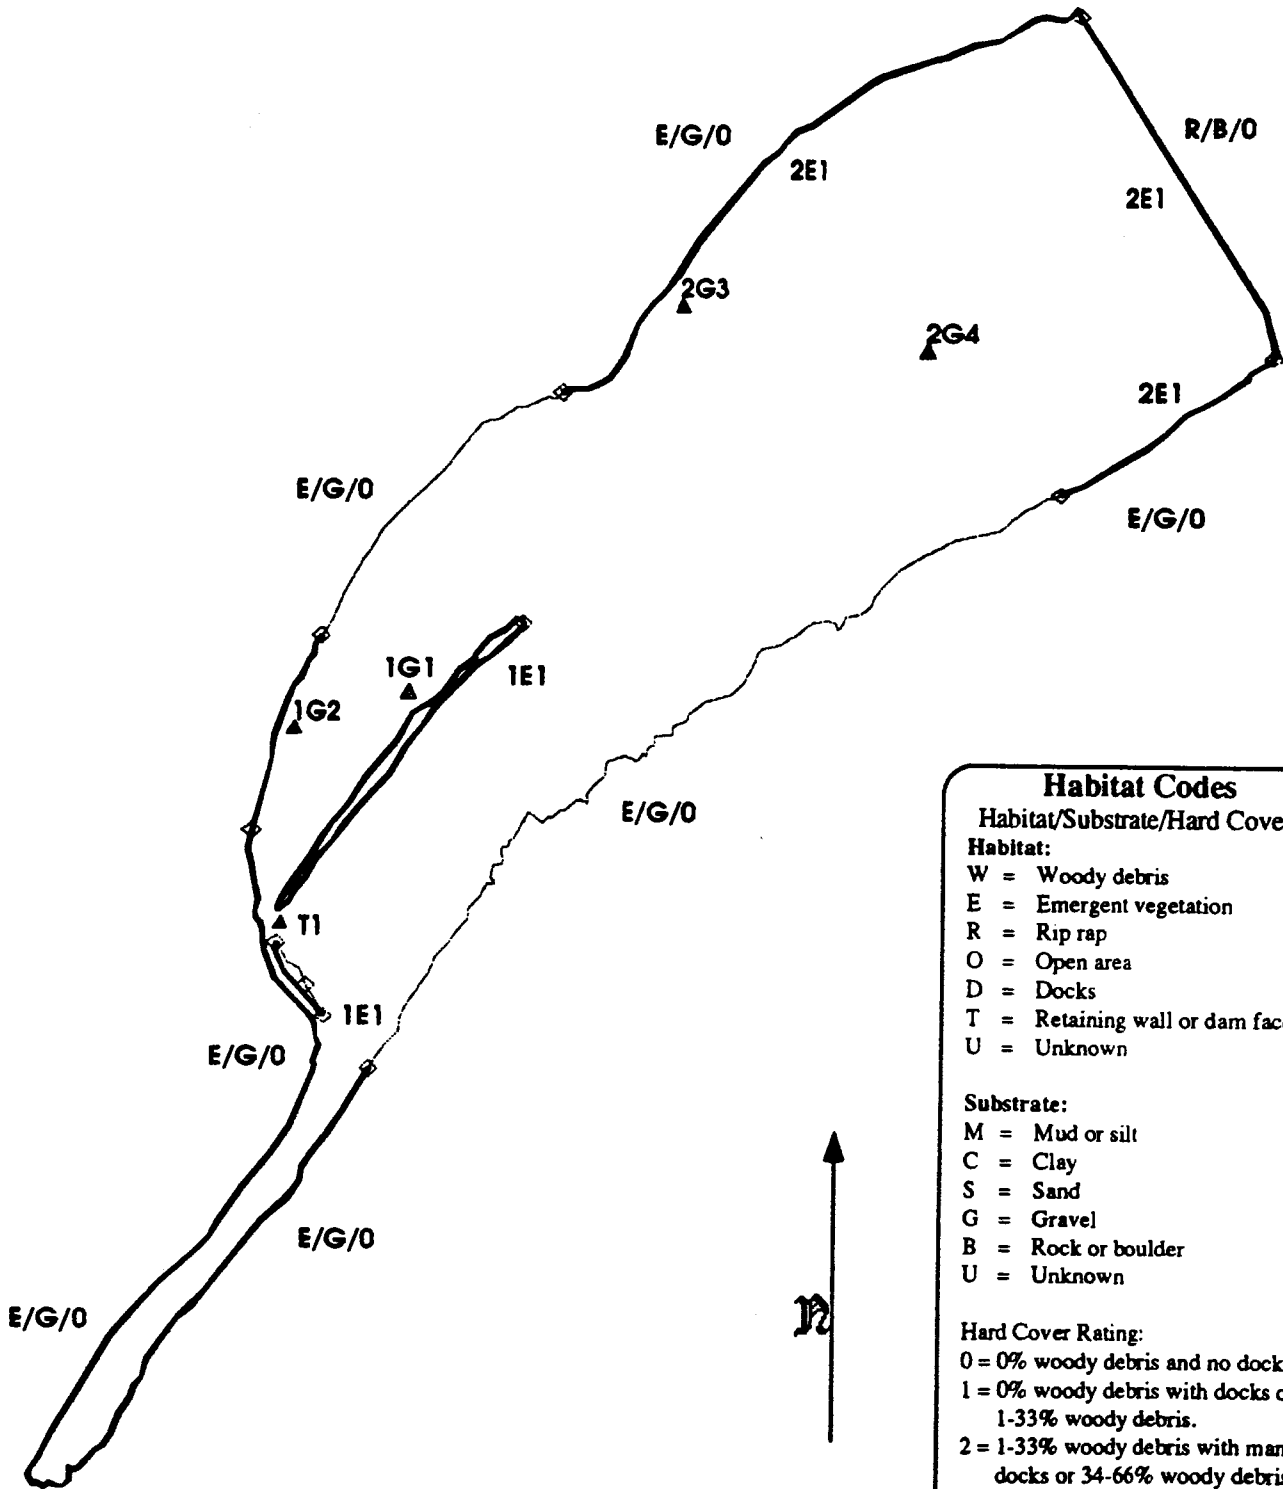 E/G/0
R/B/0
2E1
2E1
2G3
2G4
2E1
E/G/0
E/G/0
1G1
1E1
1G2
E/G/0
T1
1E1
E/G/0
E/G/0
E/G/0
N
Habitat Codes
Habitat/Substrate/Hard Cove
Habitat:
W = Woody debris
E = Emergent vegetation
R = Rip rap
O = Open area
D = Docks
T = Retaining wall or dam fac
U = Unknown
Substrate:
M = Mud or silt
C = Clay
S = Sand
G = Gravel
B = Rock or boulder
U = Unknown
Hard Cover Rating:
0 = 0% woody debris and no dock
1 = 0% woody debris with docks o
1-33% woody debris.
2 = 1-33% woody debris with man
docks or 34-66% woody debris